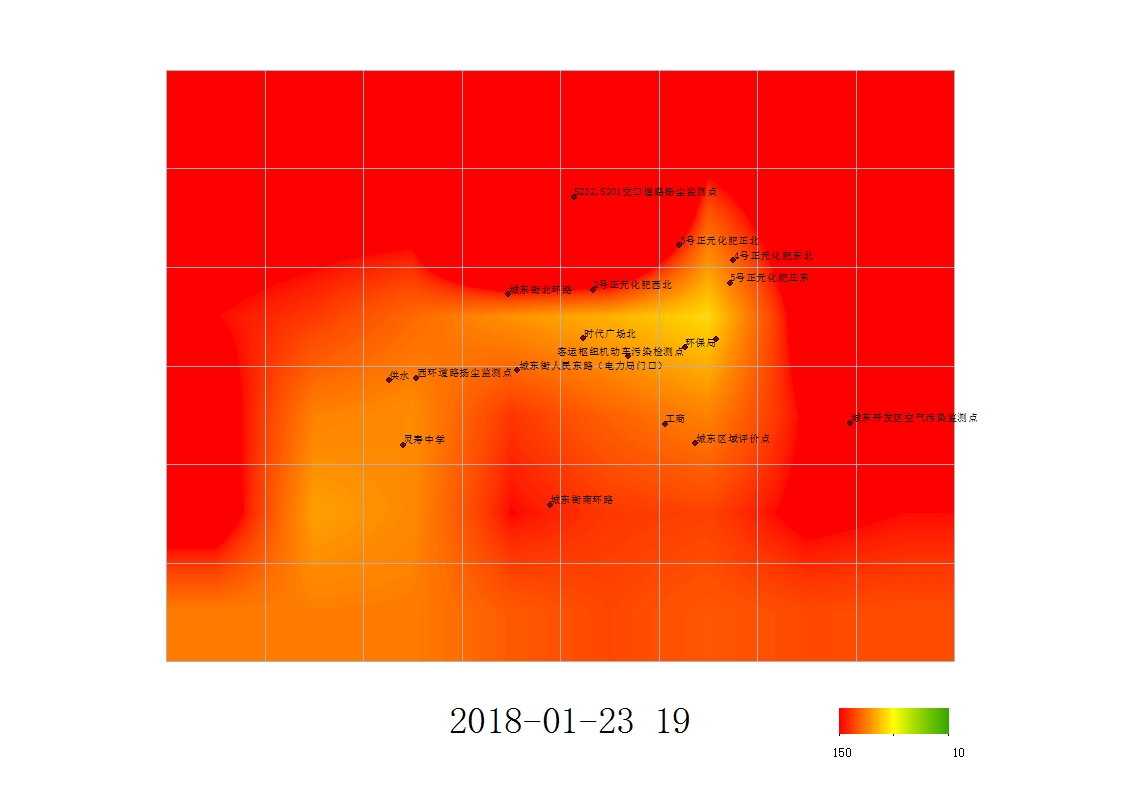 S232,S201交口道路扬尘监测点
3号正元化肥正北
4号正元化肥东北
5号正元化肥正东
2号正元化肥西北
城东街北环路
时代广场北
环保局
客运枢纽机动车污染检测点
城东街人民东路（电力局门口）
西环道路扬尘监测点
供水
城东开发区空气污染监测点
工商
城东区域评价点
灵寿中学
城东街南环路
2018-01-23 19
150
10